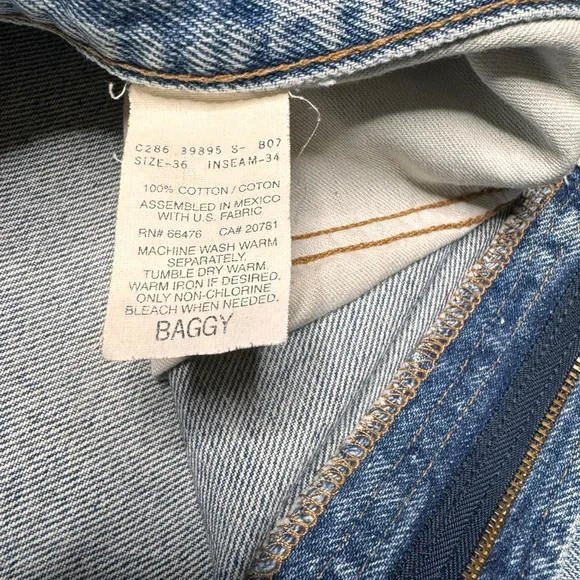 C286 39895 S- B07
SIZE-36 INSEAM-34
100% COTTON / COTON
ASSEMBLED IN MEXICO
WITH U.S. FABRIC
RN# 66476 CA# 20781
MACHINE WASH WARM
SEPARATELY.
TUMBLE DRY WARM.
WARM IRON IF DESIRED.
ONLY NON-CHLORINE
BLEACH WHEN NEEDED.
BAGGY